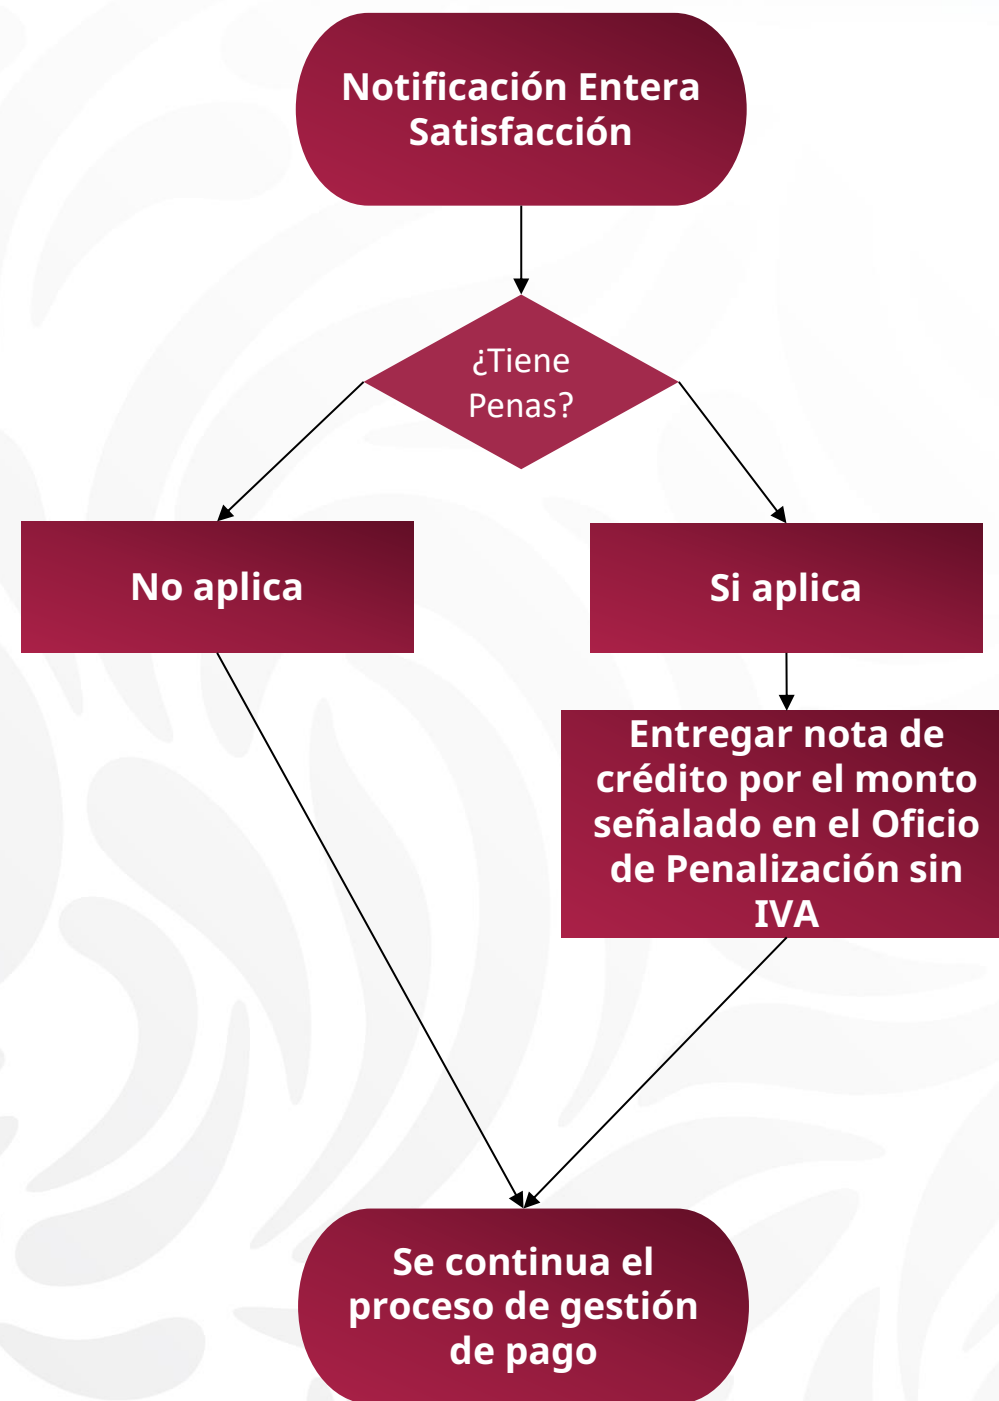 Notificación Entera
Satisfacción
¿Tiene
Penas?
No aplica
Si aplica
Entregar nota de
crédito por el monto
señalado en el Oficio
de Penalización sin
IVA
Se continua el
proceso de gestión
de pago